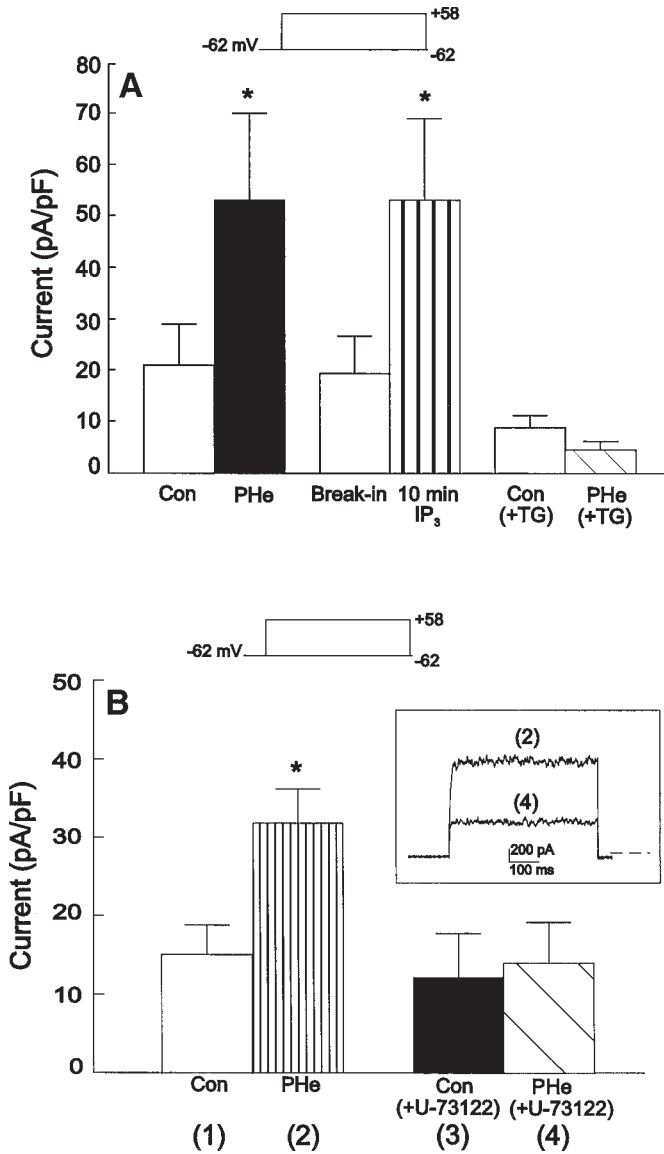 +58
-62 mV
-62
A
80
70
60
50
40
30
20
10
0
Current (pA/pF)
*
*
Con PHe Break-in 10 min IP₃ Con (+TG) PHe (+TG)
+58
-62 mV
-62
B
50
40
30
20
10
0
Current (pA/pF)
*
(2)
(4)
200 pA
100 ms
Con PHe Con (+U-73122) PHe (+U-73122)
(1) (2) (3) (4)